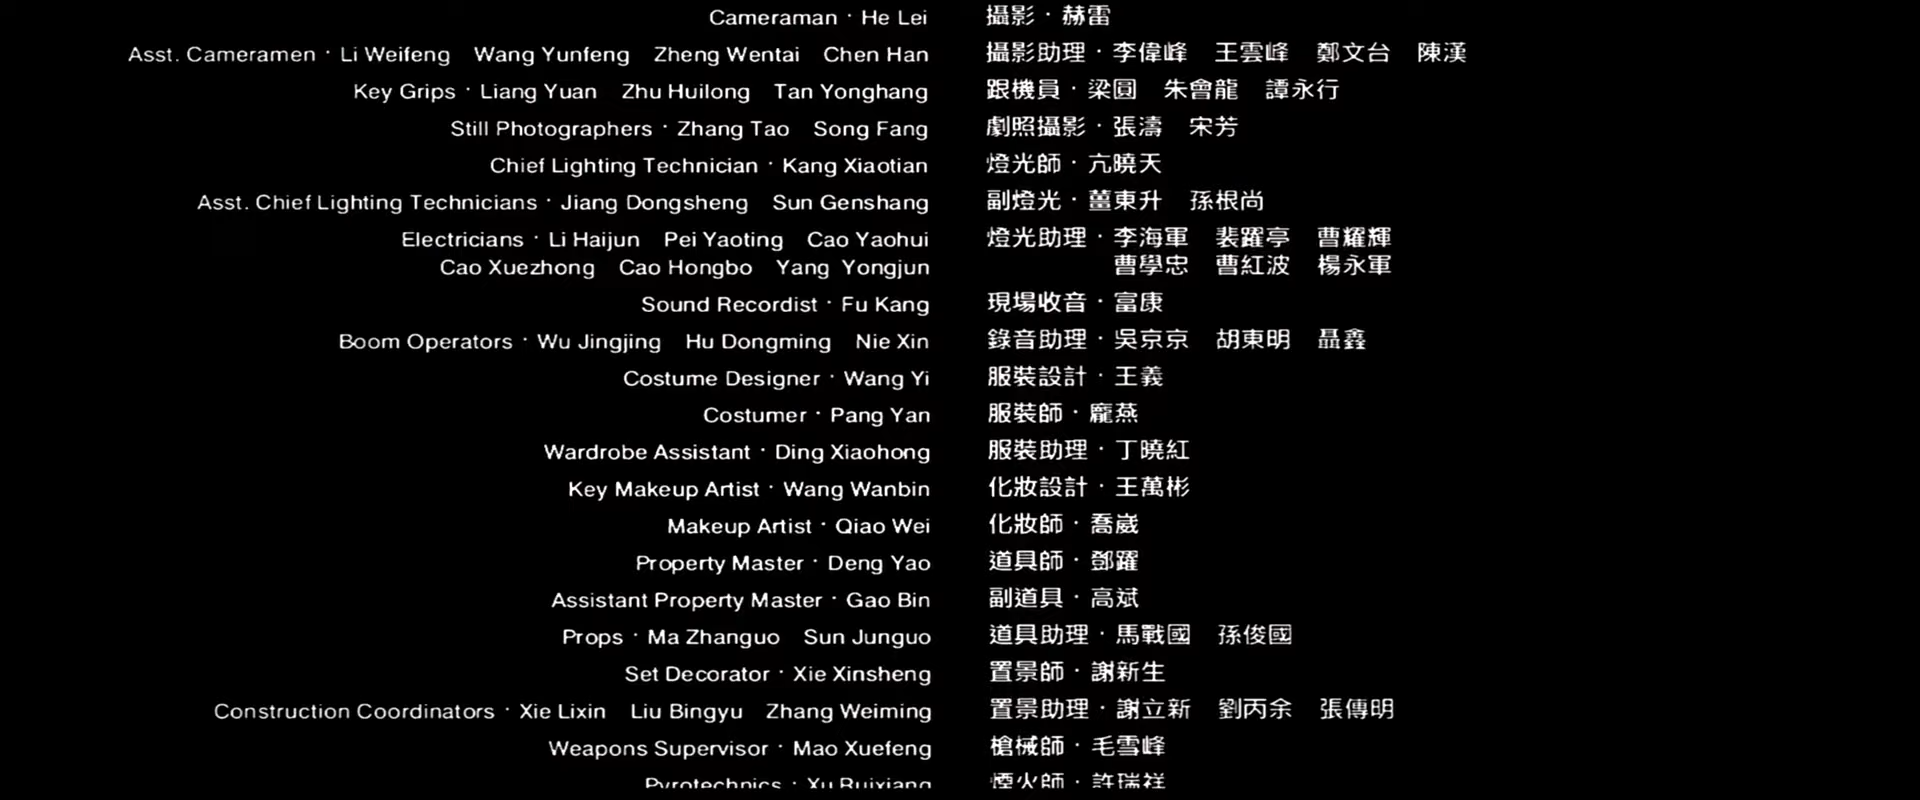 Cameraman · He Lei 攝影 · 赫雷
Asst. Cameramen · Li Weifeng Wang Yunfeng Zheng Wentai Chen Han 攝影助理 · 李偉峰 王雲峰 鄭文台 陳漢
Key Grips · Liang Yuan Zhu Huilong Tan Yonghang 跟機員 · 梁圓 朱會龍 譚永行
Still Photographers · Zhang Tao Song Fang 劇照攝影 · 張濤 宋芳
Chief Lighting Technician · Kang Xiaotian 燈光師 · 亢曉天
Asst. Chief Lighting Technicians · Jiang Dongsheng Sun Genshang 副燈光 · 薑東升 孫根尚
Electricians · Li Haijun Pei Yaoting Cao Yaohui 燈光助理 · 李海軍 裴躍亭 曹耀輝
Cao Xuezhong Cao Hongbo Yang Yongjun 曹學忠 曹紅波 楊永軍
Sound Recordist · Fu Kang 現場收音 · 富康
Boom Operators · Wu Jingjing Hu Dongming Nie Xin 錄音助理 · 吳京京 胡東明 聶鑫
Costume Designer · Wang Yi 服裝設計 · 王義
Costumer · Pang Yan 服裝師 · 龐燕
Wardrobe Assistant · Ding Xiaohong 服裝助理 · 丁曉紅
Key Makeup Artist · Wang Wanbin 化妝設計 · 王萬彬
Makeup Artist · Qiao Wei 化妝師 · 喬崴
Property Master · Deng Yao 道具師 · 鄧躍
Assistant Property Master · Gao Bin 副道具 · 高斌
Props · Ma Zhanguo Sun Junguo 道具助理 · 馬戰國 孫俊國
Set Decorator · Xie Xinsheng 置景師 · 謝新生
Construction Coordinators · Xie Lixin Liu Bingyu Zhang Weiming 置景助理 · 謝立新 劉丙余 張傳明
Weapons Supervisor · Mao Xuefeng 槍械師 · 毛雪峰
Pyrotechnics · Xu Ruixiang 煙火師 · 許瑞祥